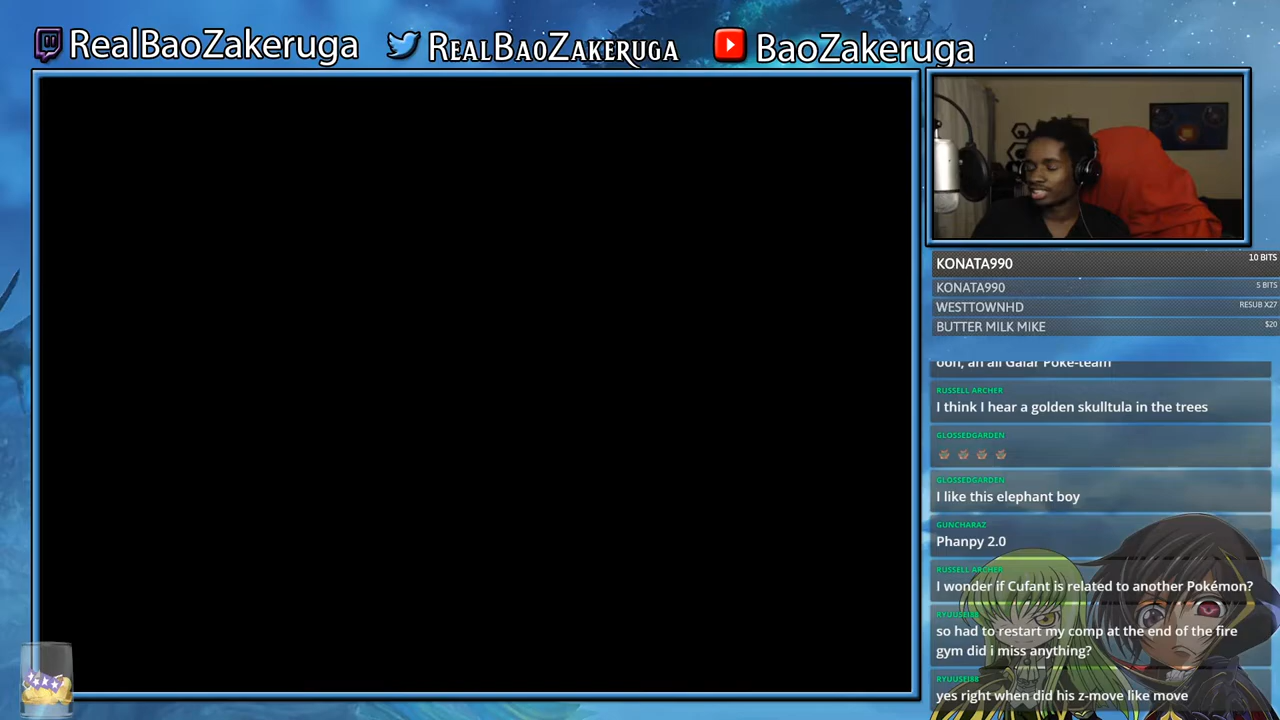 RealBaoZakeruga
RealBaoZakeruga
BaoZakeruga
KONATA990
10 BITS
KONATA990
5 BITS
WESTTOWNHD
RESUB X27
BUTTER MILK MIKE
$20
ooh, an all Galar Poke-team
RUSSELL ARCHER
I think I hear a golden skulltula in the trees
GLOSSEDGARDEN
GLOSSEDGARDEN
I like this elephant boy
GUNCHARAZ
Phanpy 2.0
RUSSELL ARCHER
I wonder if Cufant is related to another Pokémon?
RYUUSEI88
so had to restart my comp at the end of the fire
gym did i miss anything?
RYUUSEI88
yes right when did his z-move like move